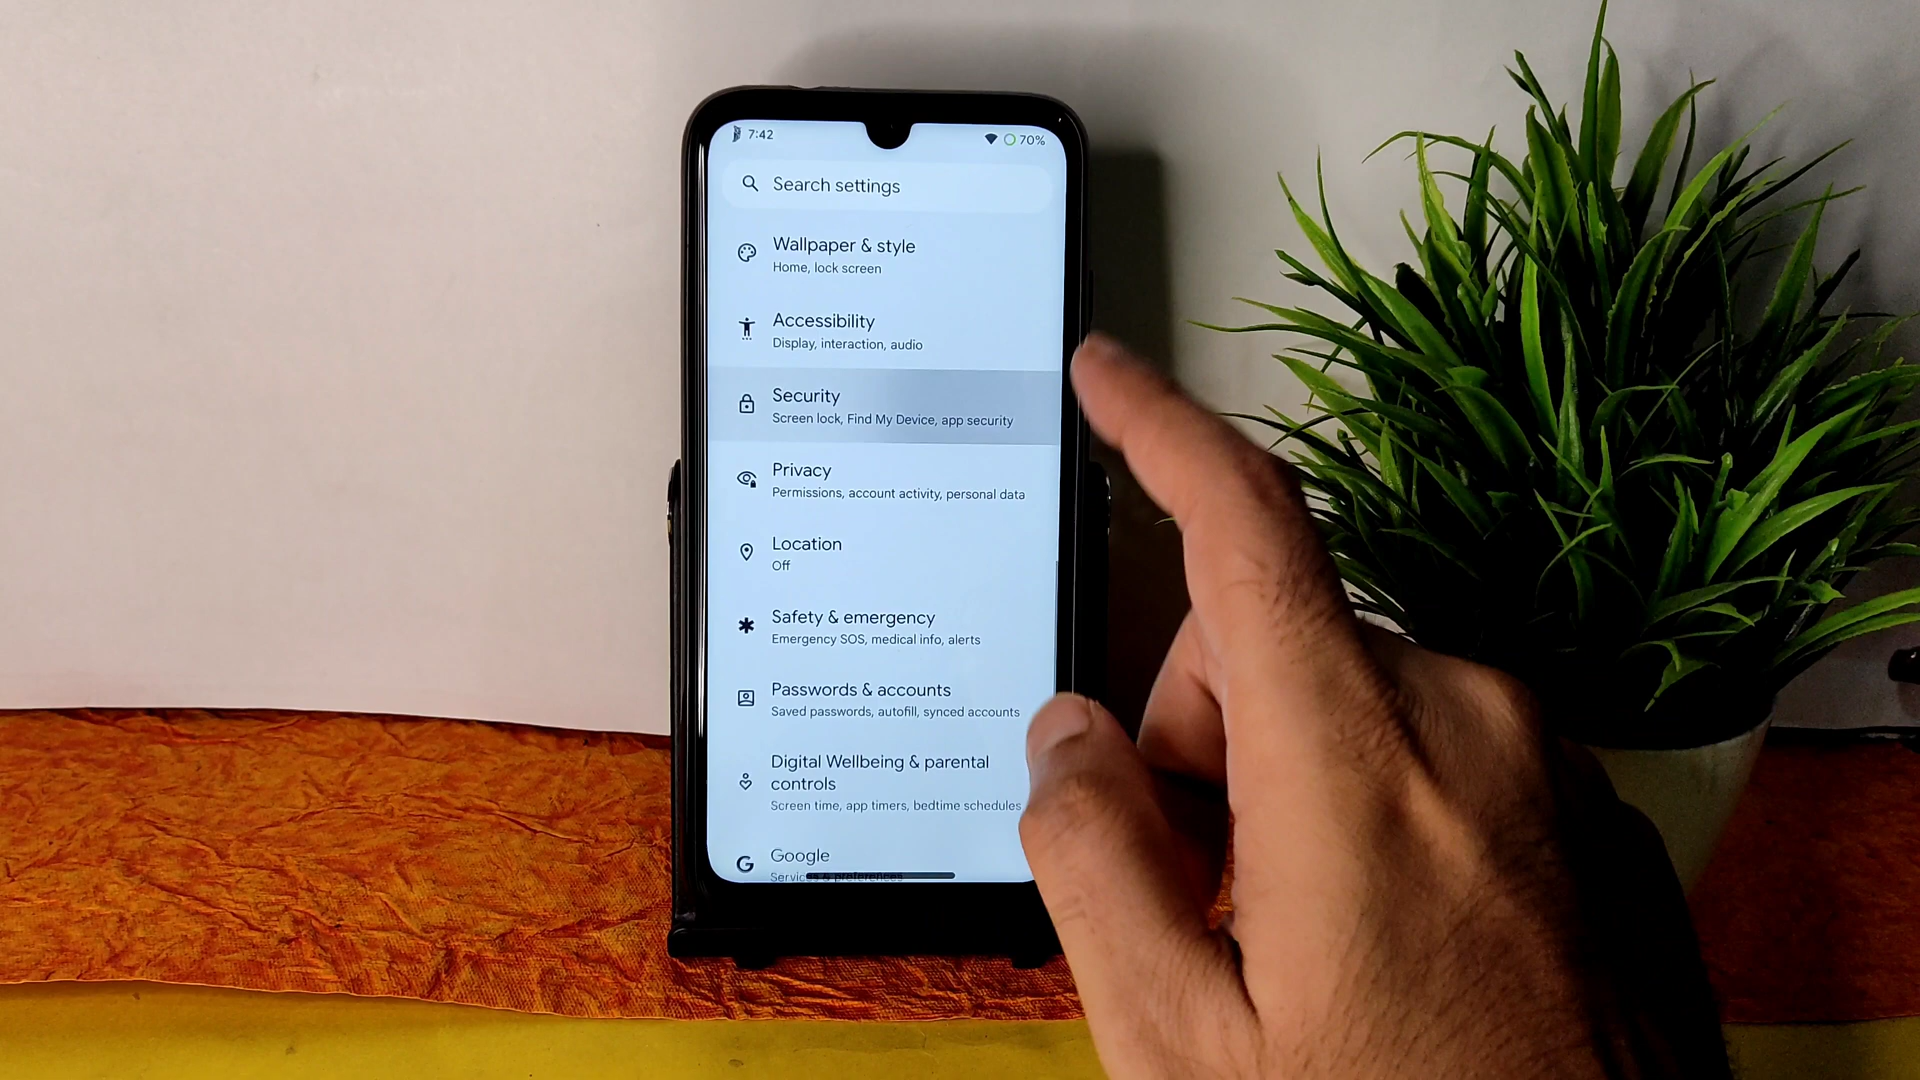 7:42
70%
Search settings
Wallpaper & style
Home, lock screen
Accessibility
Display, interaction, audio
Security
Screen lock, Find My Device, app security
Privacy
Permissions, account activity, personal data
Location
Off
Safety & emergency
Emergency SOS, medical info, alerts
Passwords & accounts
Saved passwords, autofill, synced accounts
Digital Wellbeing & parental
controls
Screen time, app timers, bedtime schedules
Google
Services & preferences